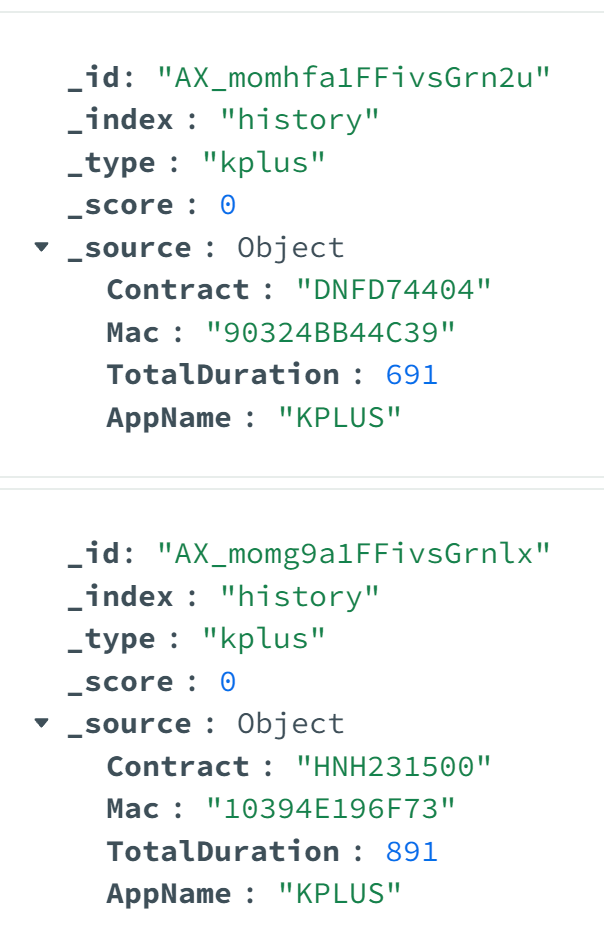 _id: "AX_momhfa1FFivsGrn2u"
_index : "history"
_type : "kplus"
_score : 0
_source : Object
Contract : "DNFD74404"
Mac : "90324BB44C39"
TotalDuration : 691
AppName : "KPLUS"
_id: "AX_momg9a1FFivsGrnlx"
_index : "history"
_type : "kplus"
_score : 0
_source : Object
Contract : "HNH231500"
Mac : "10394E196F73"
TotalDuration : 891
AppName : "KPLUS"